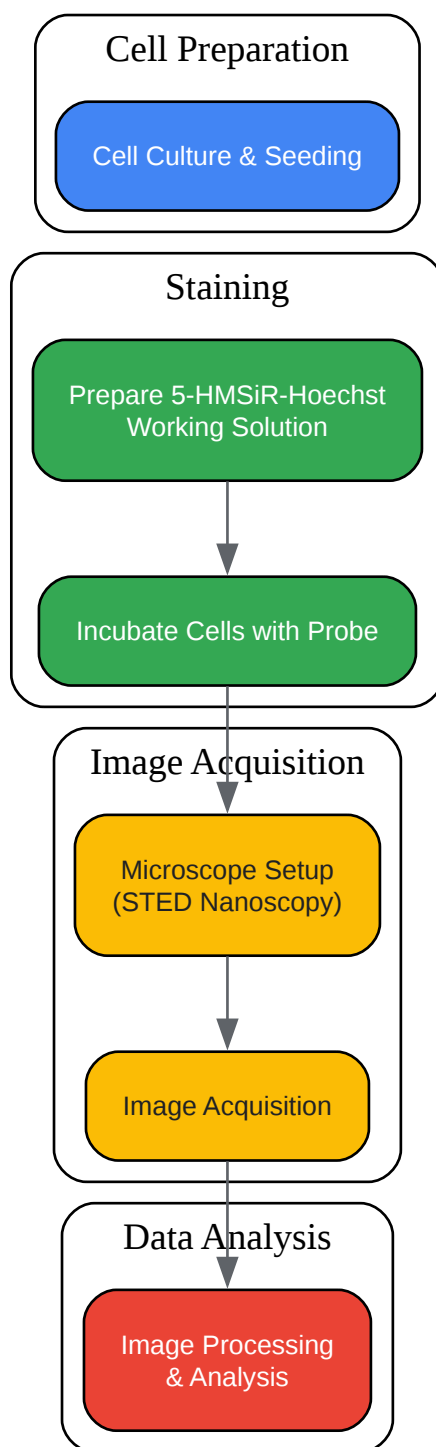 Cell Preparation
Cell Culture & Seeding
Staining
Prepare 5-HMSiR-Hoechst
Working Solution
Incubate Cells with Probe
Image Acquisition
Microscope Setup
(STED Nanoscopy)
Image Acquisition
Data Analysis
Image Processing
& Analysis